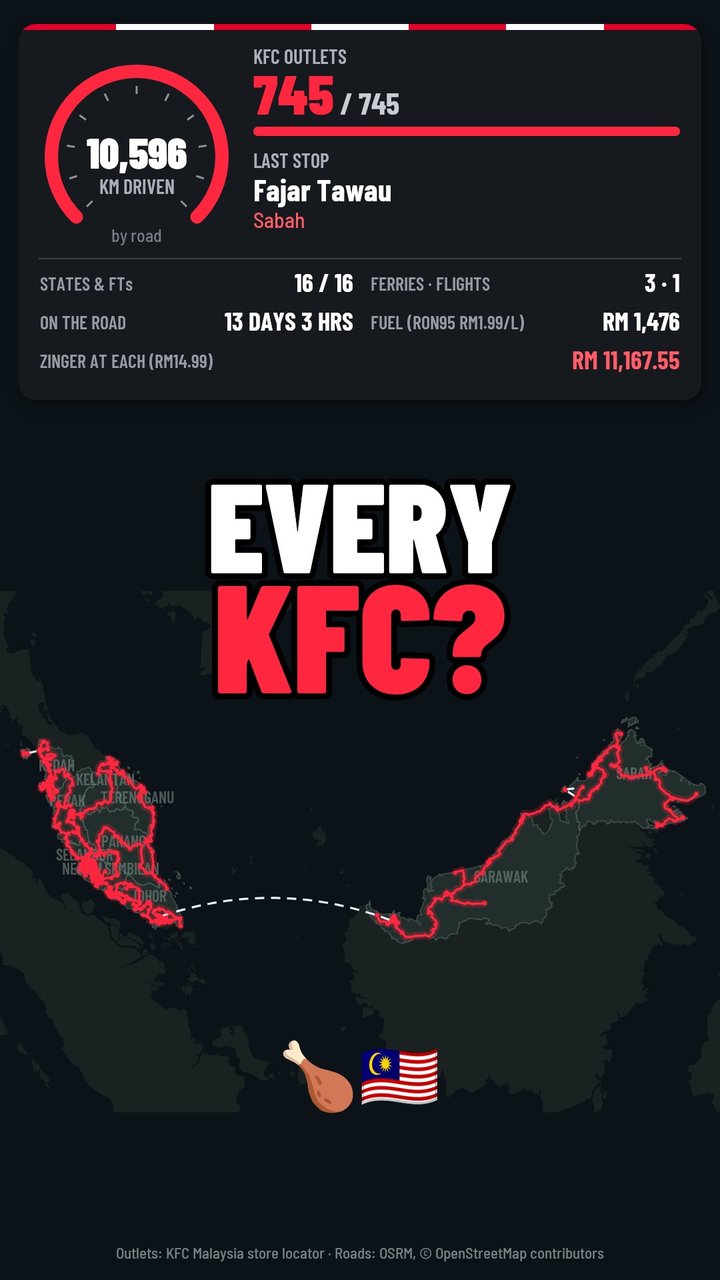 KFC OUTLETS
745 / 745
10,596
KM DRIVEN
by road
LAST STOP
Fajar Tawau
Sabah
STATES & FTs 16 / 16 FERRIES · FLIGHTS 3 · 1
ON THE ROAD 13 DAYS 3 HRS FUEL (RON95 RM1.99/L) RM 1,476
ZINGER AT EACH (RM14.99) RM 11,167.55
EVERY
KFC?
KEDAH
KELANTAN
PERAK
TERENGGANU
PAHANG
SELANGOR
NEGERI SEMBILAN
JOHOR
SABAH
SARAWAK
Outlets: KFC Malaysia store locator · Roads: OSRM, © OpenStreetMap contributors